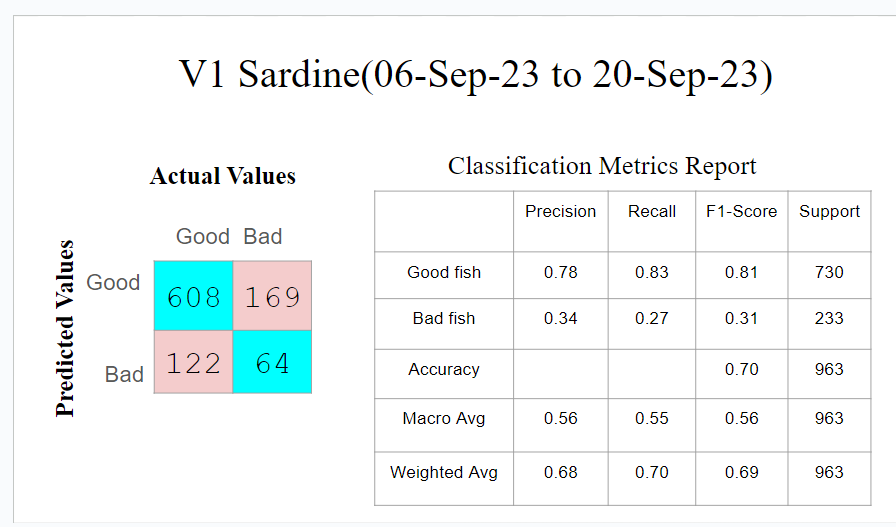 V1 Sardine(06-Sep-23 to 20-Sep-23)
Actual Values
Good Bad
Predicted Values
Good 608 169
Bad 122 64
Classification Metrics Report
Precision Recall F1-Score Support
Good fish 0.78 0.83 0.81 730
Bad fish 0.34 0.27 0.31 233
Accuracy 0.70 963
Macro Avg 0.56 0.55 0.56 963
Weighted Avg 0.68 0.70 0.69 963